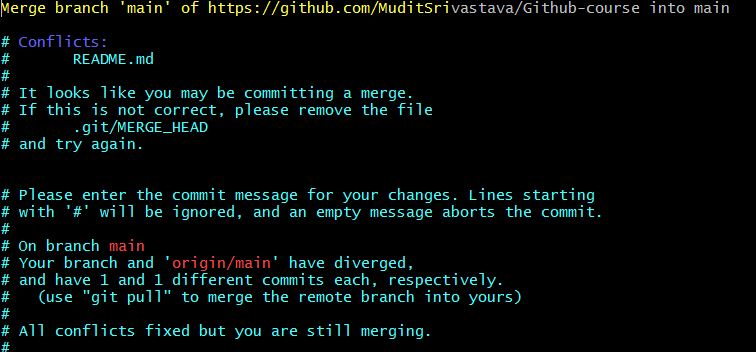 Merge branch 'main' of https://github.com/MuditSrivastava/Github-course into main
# Conflicts:
#       README.md
#
# It looks like you may be committing a merge.
# If this is not correct, please remove the file
#       .git/MERGE_HEAD
# and try again.
# Please enter the commit message for your changes. Lines starting
# with '#' will be ignored, and an empty message aborts the commit.
#
# On branch main
# Your branch and 'origin/main' have diverged,
# and have 1 and 1 different commits each, respectively.
#   (use "git pull" to merge the remote branch into yours)
#
# All conflicts fixed but you are still merging.
#